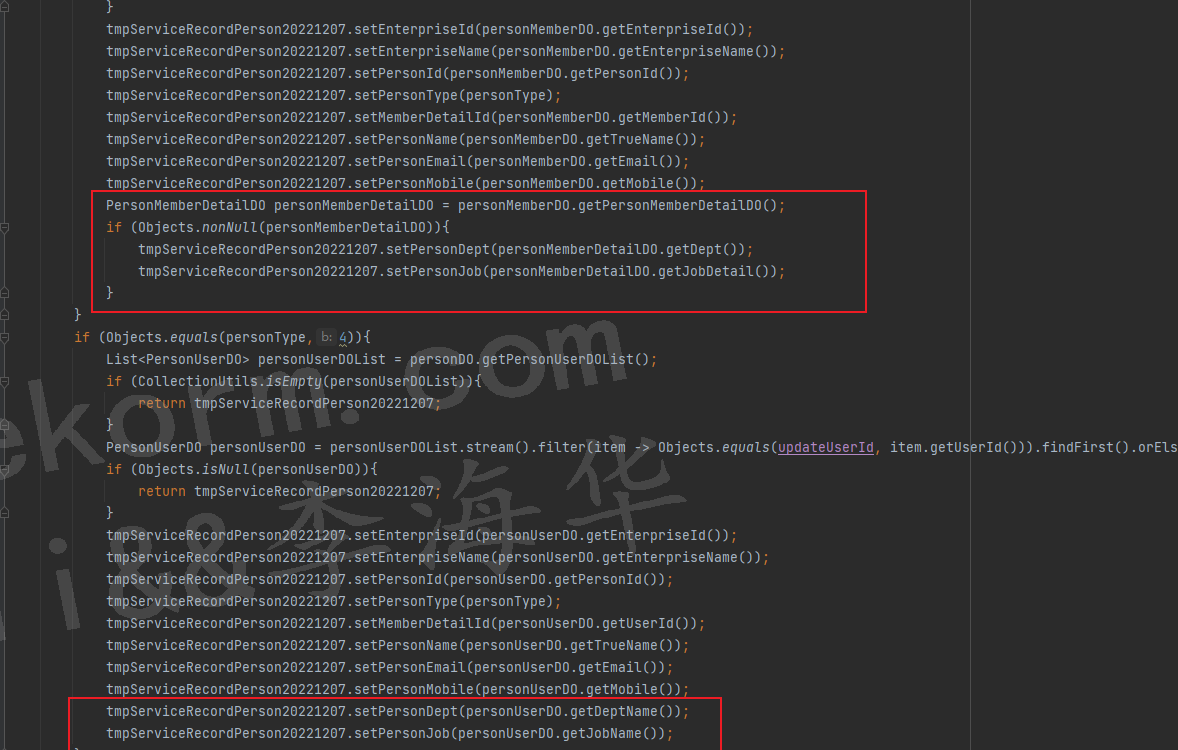 }
tmpServiceRecordPerson20221207.setEnterpriseId(personMemberDO.getEnterpriseId());
tmpServiceRecordPerson20221207.setEnterpriseName(personMemberDO.getEnterpriseName());
tmpServiceRecordPerson20221207.setPersonId(personMemberDO.getPersonId());
tmpServiceRecordPerson20221207.setPersonType(personType);
tmpServiceRecordPerson20221207.setMemberDetailId(personMemberDO.getMemberId());
tmpServiceRecordPerson20221207.setPersonName(personMemberDO.getTrueName());
tmpServiceRecordPerson20221207.setPersonEmail(personMemberDO.getEmail());
tmpServiceRecordPerson20221207.setPersonMobile(personMemberDO.getMobile());
PersonMemberDetailDO personMemberDetailDO = personMemberDO.getPersonMemberDetailDO();
if (Objects.nonNull(personMemberDetailDO)){
tmpServiceRecordPerson20221207.setPersonDept(personMemberDetailDO.getDept());
tmpServiceRecordPerson20221207.setPersonJob(personMemberDetailDO.getJobDetail());
}
}
if (Objects.equals(personType, b: 4)){
List<PersonUserDO> personUserDOList = personDO.getPersonUserDOList();
if (CollectionUtils.isEmpty(personUserDOList)){
return tmpServiceRecordPerson20221207;
}
PersonUserDO personUserDO = personUserDOList.stream().filter(item -> Objects.equals(updateUserId, item.getUserId())).findFirst().orEls
if (Objects.isNull(personUserDO)){
return tmpServiceRecordPerson20221207;
}
tmpServiceRecordPerson20221207.setEnterpriseId(personUserDO.getEnterpriseId());
tmpServiceRecordPerson20221207.setEnterpriseName(personUserDO.getEnterpriseName());
tmpServiceRecordPerson20221207.setPersonId(personUserDO.getPersonId());
tmpServiceRecordPerson20221207.setPersonType(personType);
tmpServiceRecordPerson20221207.setMemberDetailId(personUserDO.getUserId());
tmpServiceRecordPerson20221207.setPersonName(personUserDO.getTrueName());
tmpServiceRecordPerson20221207.setPersonEmail(personUserDO.getEmail());
tmpServiceRecordPerson20221207.setPersonMobile(personUserDO.getMobile());
tmpServiceRecordPerson20221207.setPersonDept(personUserDO.getDeptName());
tmpServiceRecordPerson20221207.setPersonJob(personUserDO.getJobName());
ekorm.com
i&&李海华